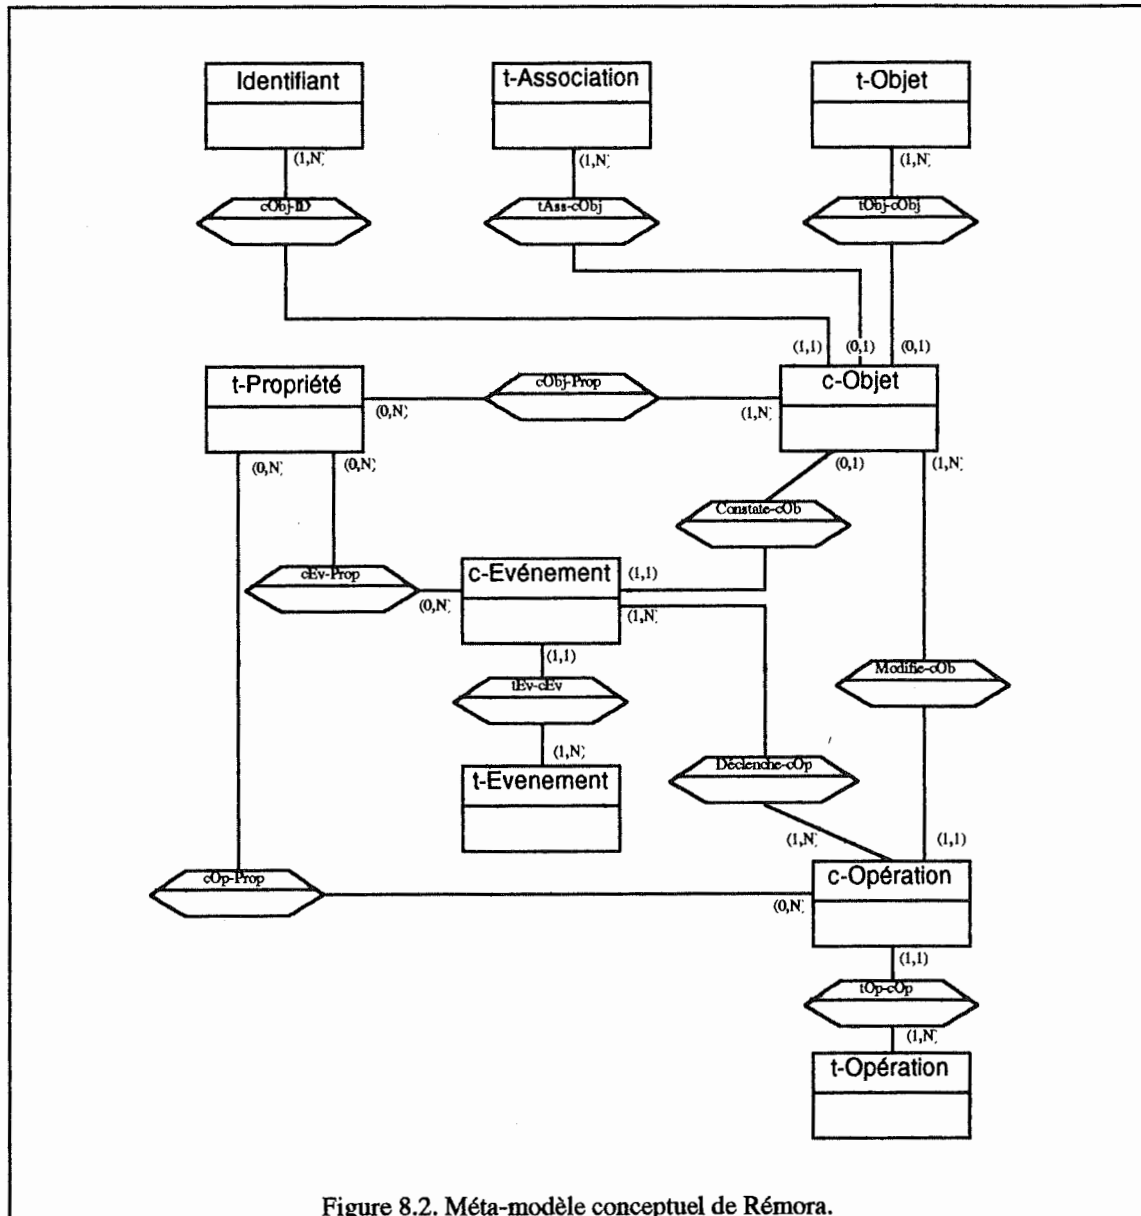 Identifiant t-Association t-Objet
(1,N) (1,N) (1,N)
cObj-ID tAss-cObj tObj-cObj
(1,1) (0,1) (0,1)
t-Propriété cObj-Prop c-Objet
(0,N) (1,N)
(0,N) (0,N) (0,1) (1,N)
Constate-cOb
cEv-Prop c-Evénement (1,1)
(0,N) (1,N)
(1,1)
Modifie-cOb
tEv-cEv
(1,N)
t-Evenement Déclenche-cOp
(1,N) (1,1)
cOp-Prop c-Opération
(0,N)
(1,1)
tOp-cOp
(1,N)
t-Opération
Figure 8.2. Méta-modèle conceptuel de Rémora.